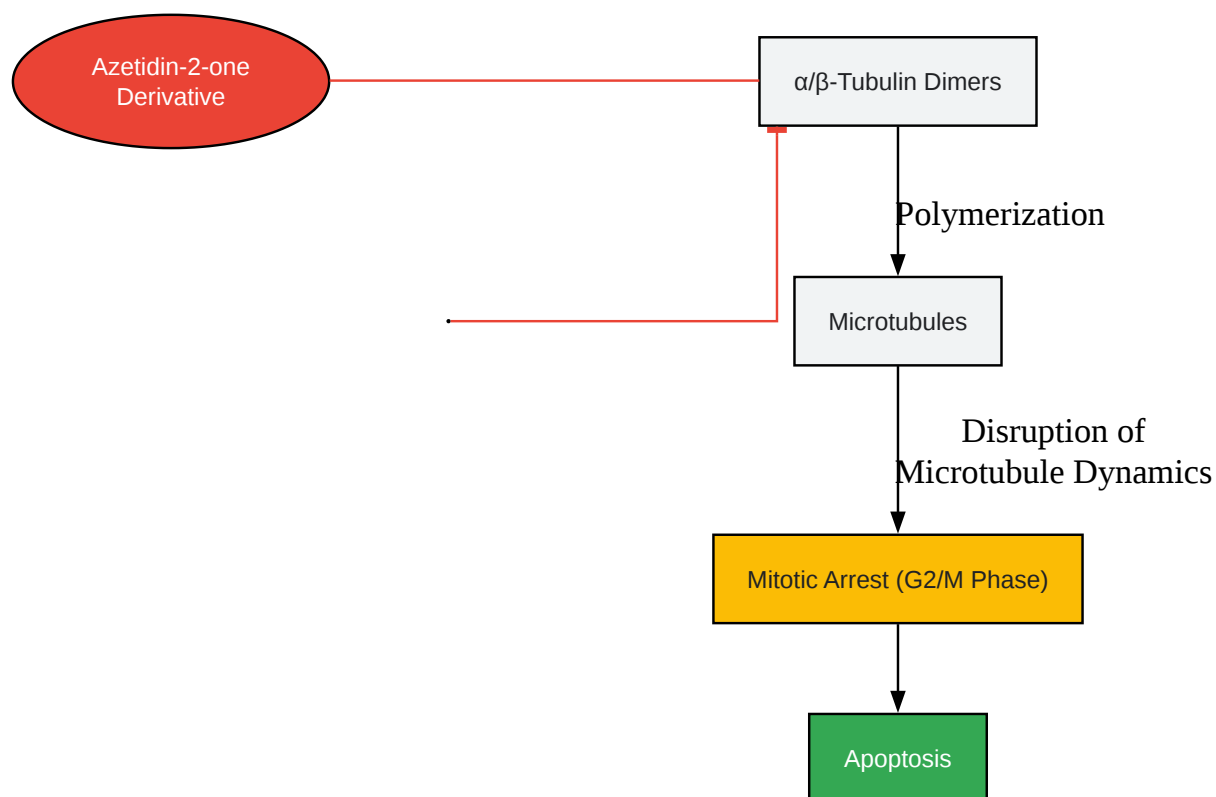 Azetidin-2-one
Derivative
α/β-Tubulin Dimers
Polymerization
Microtubules
Disruption of
Microtubule Dynamics
Mitotic Arrest (G2/M Phase)
Apoptosis